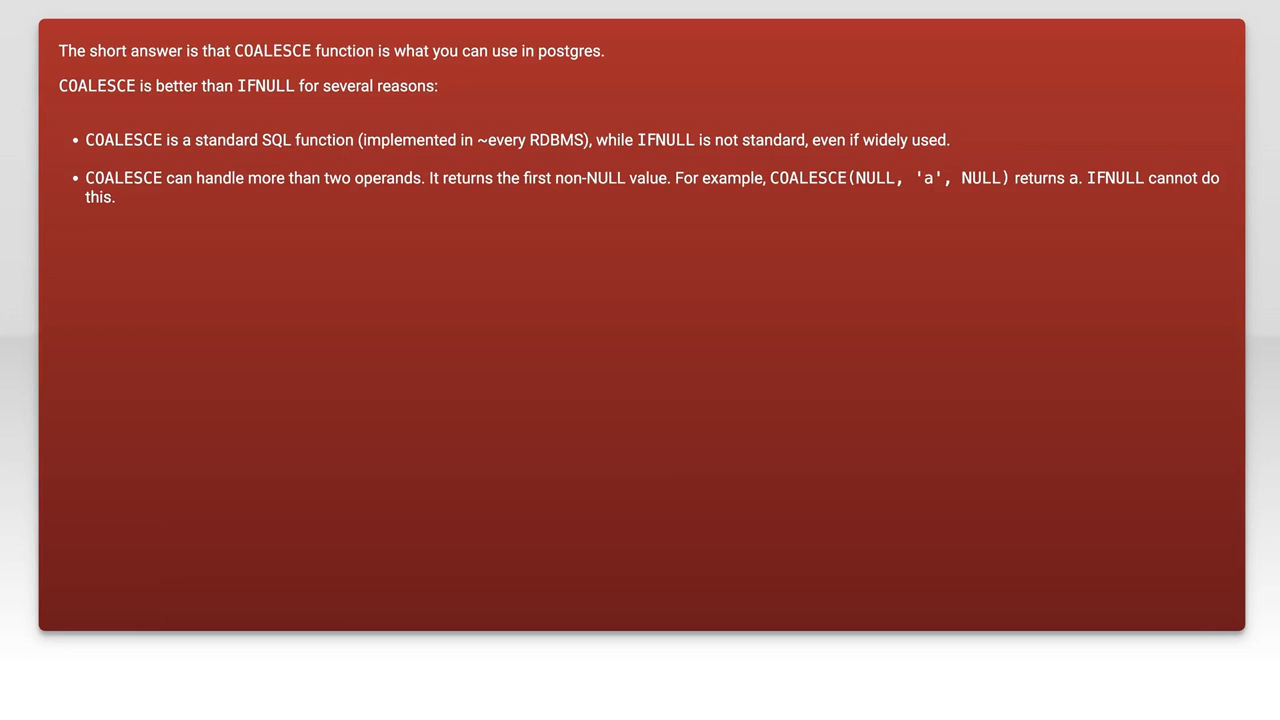 The short answer is that COALESCE function is what you can use in postgres.
COALESCE is better than IFNULL for several reasons:
• COALESCE is a standard SQL function (implemented in ~every RDBMS), while IFNULL is not standard, even if widely used.
• COALESCE can handle more than two operands. It returns the first non-NULL value. For example, COALESCE(NULL, 'a', NULL) returns a. IFNULL cannot do
this.